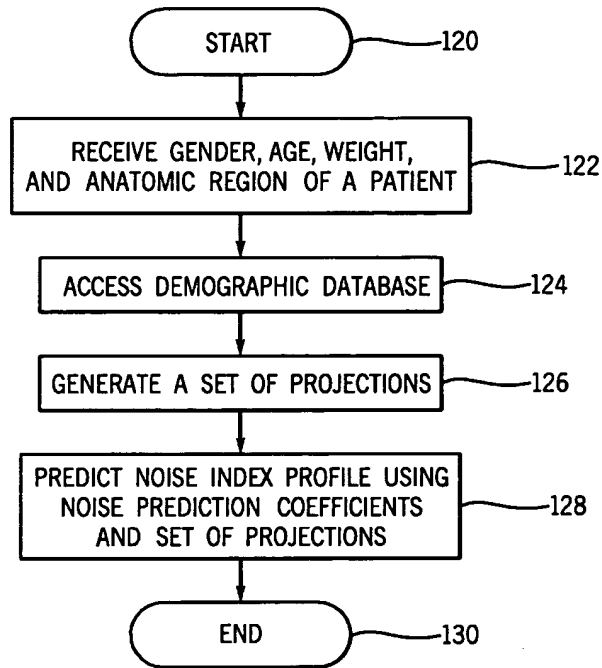 START
120
RECEIVE GENDER, AGE, WEIGHT,
AND ANATOMIC REGION OF A PATIENT
122
ACCESS DEMOGRAPHIC DATABASE
124
GENERATE A SET OF PROJECTIONS
126
PREDICT NOISE INDEX PROFILE USING
NOISE PREDICTION COEFFICIENTS
AND SET OF PROJECTIONS
128
END
130